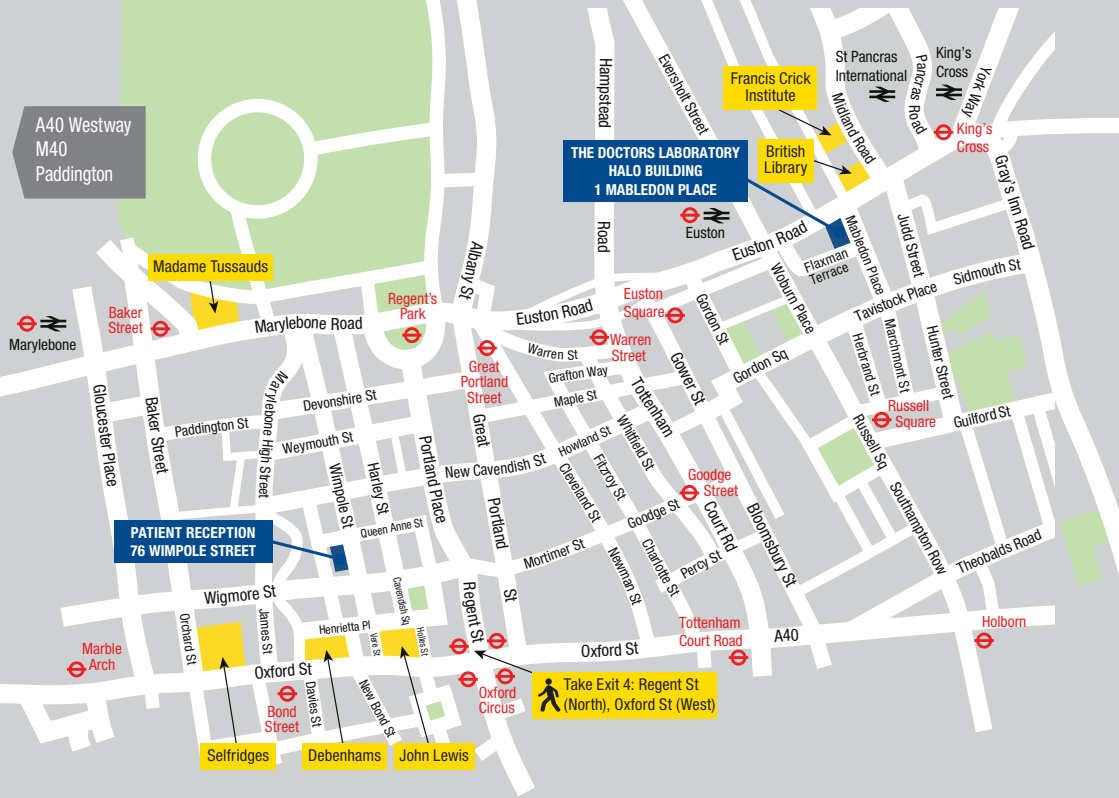 A40 Westway
M40
Paddington
Francis Crick
Institute
St Pancras
International
King's
Cross
York Way
Pancras Road
Midland Road
Eversholt Street
Hampstead
Road
King's
Cross
British
Library
THE DOCTORS LABORATORY
HALO BUILDING
1 MABLEDON PLACE
Euston
Euston Road
Gray's Inn Road
Judd Street
Mabledon Place
Flaxman
Terrace
Sidmouth St
Tavistock Place
Woburn Place
Albany St
Madame Tussauds
Baker
Street
Marylebone
Marylebone Road
Regent's
Park
Euston Road
Euston
Square
Gordon St
Warren
Street
Warren St
Great
Portland
Street
Grafton Way
Maple St
Gower St
Gordon Sq
Herbrand St
Marchmont St
Hunter Street
Russell
Square
Guilford St
Russell Sq
Gloucester Place
Baker Street
Marylebone High Street
Devonshire St
Paddington St
Weymouth St
Wimpole St
Harley St
Portland Place
Great
Portland
St
New Cavendish St
Howland St
Tottenham
Court Rd
Whitfield St
Fitzroy St
Cleveland St
Goodge
Street
Goodge St
Bloomsbury St
Southampton Row
Theobalds Road
Queen Anne St
PATIENT RECEPTION
76 WIMPOLE STREET
Mortimer St
Newman St
Charlotte St
Percy St
Wigmore St
Cavendish Sq
Regent St
Orchard St
James St
Henrietta Pl
Vere St
Holles St
Marble
Arch
Oxford St
Oxford St
Tottenham
Court Road
A40
Holborn
Bond
Street
Davies St
New Bond St
Oxford
Circus
Take Exit 4: Regent St
(North), Oxford St (West)
Selfridges
Debenhams
John Lewis